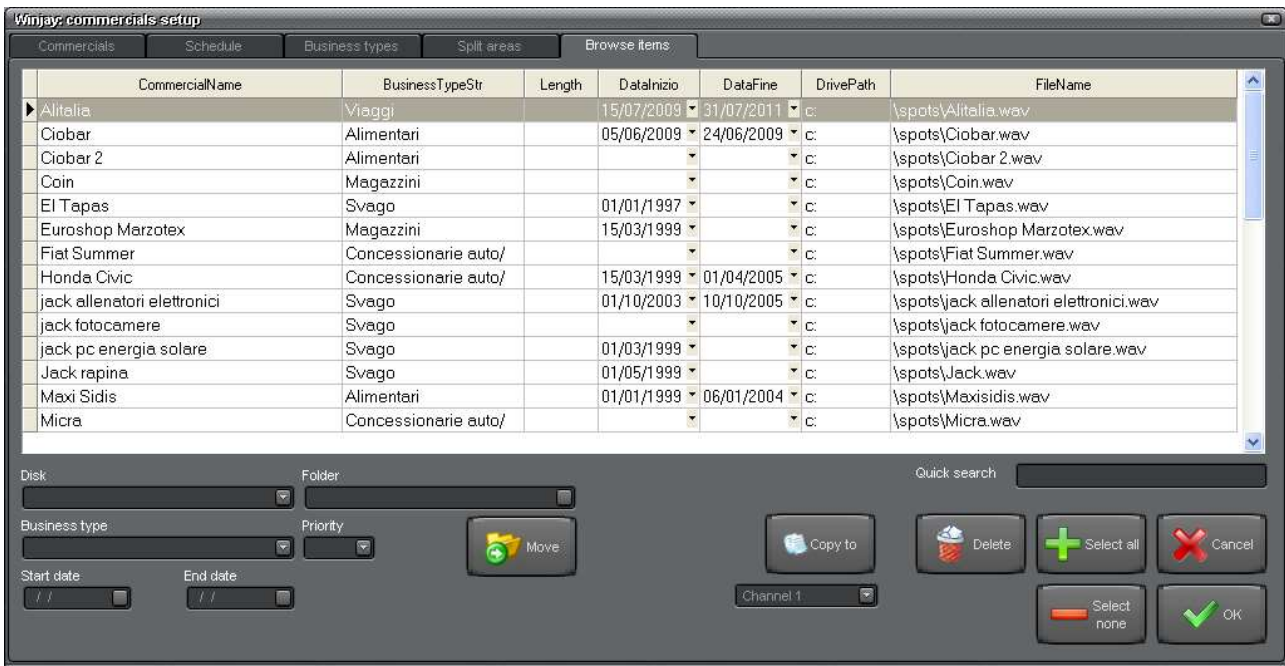 Winjay: commercials setup
Commercials Schedule Business types Split areas Browse items
CommercialName BusinessTypeStr Length DataInizio DataFine DrivePath FileName
Alitalia Viaggi 15/07/2009 31/07/2011 c: \spots\Alitalia.wav
Ciobar Alimentari 05/06/2009 24/06/2009 c: \spots\Ciobar.wav
Ciobar 2 Alimentari c: \spots\Ciobar 2.wav
Coin Magazzini c: \spots\Coin.wav
El Tapas Svago 01/01/1997 c: \spots\El Tapas.wav
Euroshop Marzotex Magazzini 15/03/1999 c: \spots\Euroshop Marzotex.wav
Fiat Summer Concessionarie auto/ c: \spots\Fiat Summer.wav
Honda Civic Concessionarie auto/ 15/03/1999 01/04/2005 c: \spots\Honda Civic.wav
jack allenatori elettronici Svago 01/10/2003 10/10/2005 c: \spots\jack allenatori elettronici.wav
jack fotocamere Svago c: \spots\jack fotocamere.wav
jack pc energia solare Svago 01/03/1999 c: \spots\jack pc energia solare.wav
Jack rapina Svago 01/05/1999 c: \spots\Jack.wav
Maxi Sidis Alimentari 01/01/1999 06/01/2004 c: \spots\Maxisidis.wav
Micra Concessionarie auto/ c: \spots\Micra.wav
Disk Folder Quick search
Business type Priority
Move Copy to Delete Select all Cancel
Start date End date
/ / / / Channel 1
Select none OK